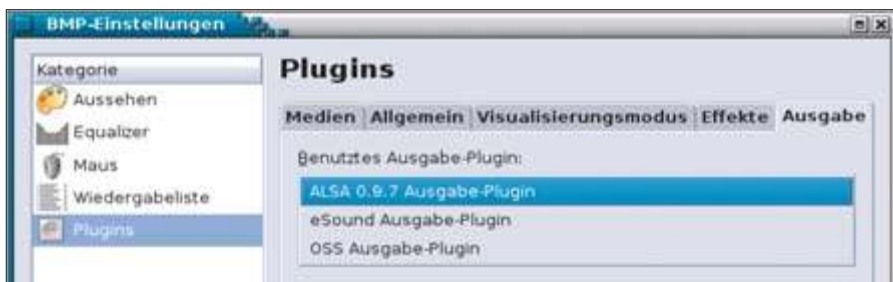 BMP-Einstellungen
Kategorie
Aussehen
Equalizer
Maus
Wiedergabeliste
Plugins
Plugins
Medien Allgemein Visualisierungsmodus Effekte Ausgabe
Benutztes Ausgabe-Plugin:
ALSA 0.9.7 Ausgabe-Plugin
eSound Ausgabe-Plugin
OSS Ausgabe-Plugin